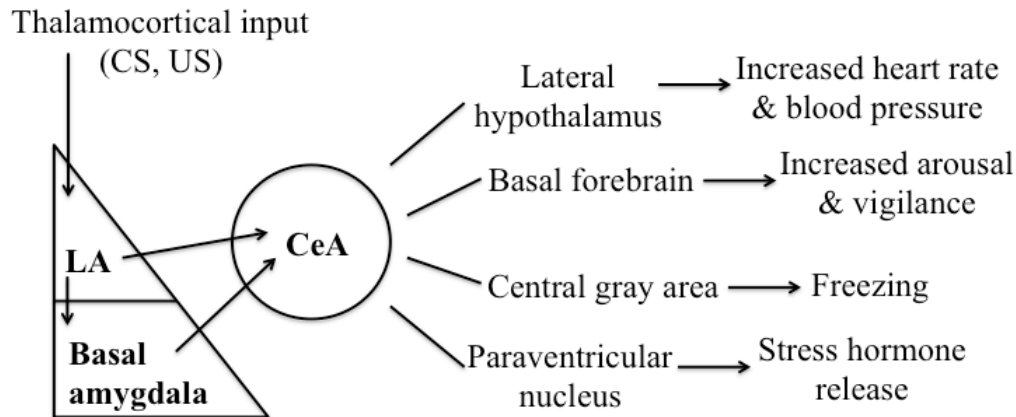 Thalamocortical input
(CS, US)
LA
Basal
amygdala
CeA
Lateral
hypothalamus
Increased heart rate
& blood pressure
Basal forebrain
Increased arousal
& vigilance
Central gray area
Freezing
Paraventricular
nucleus
Stress hormone
release